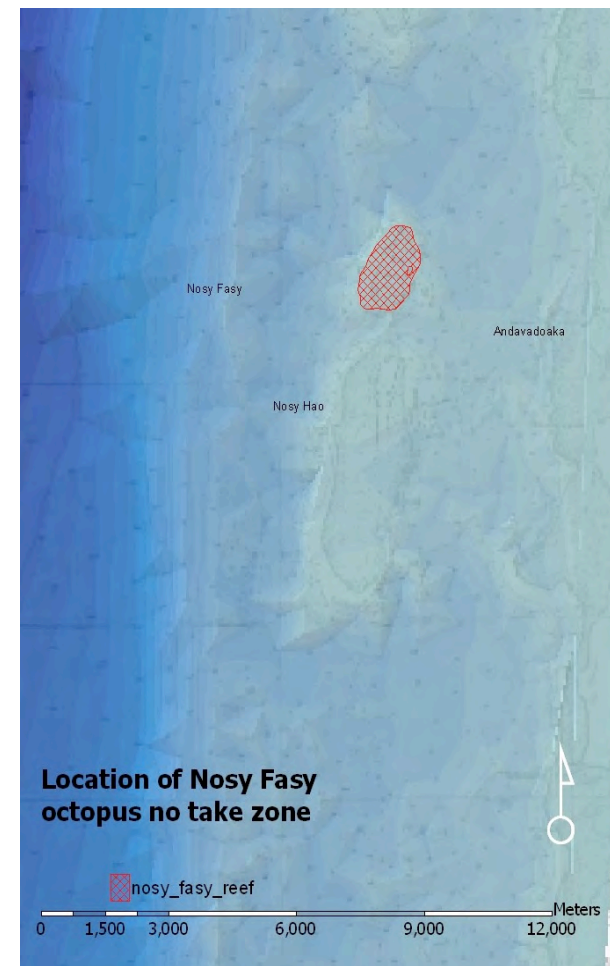 Nosy Fasy
Andavadoaka
Nosy Hao
Location of Nosy Fasy
octopus no take zone
nosy_fasy_reef
Meters
0 1,500 3,000 6,000 9,000 12,000